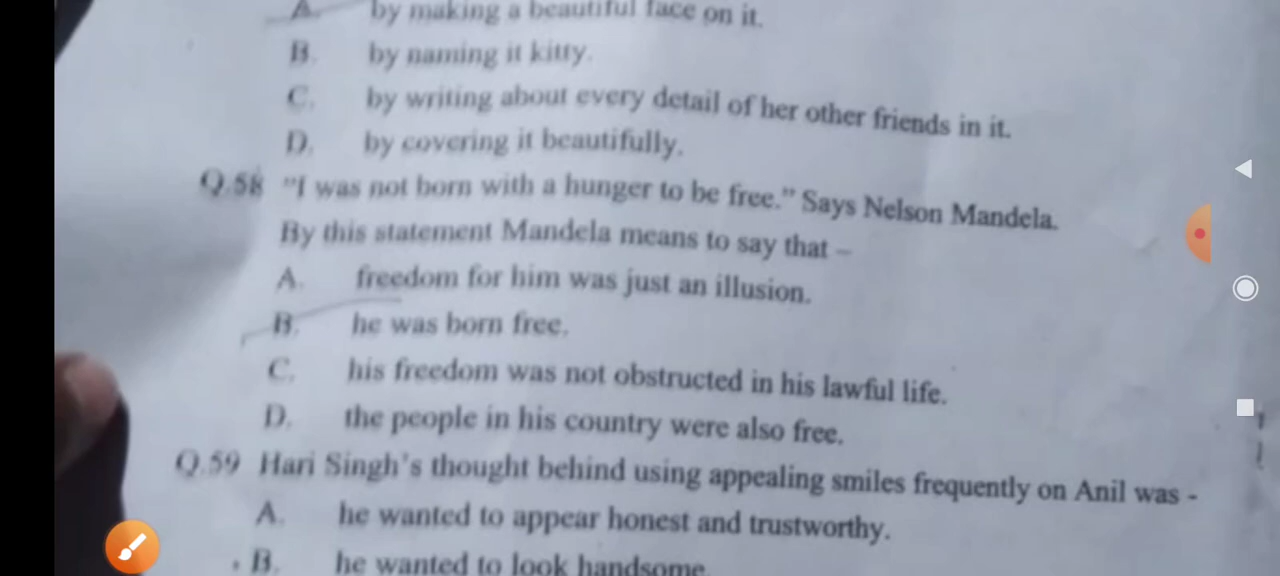 A. by making a beautiful face on it.
B. by naming it kitty.
C. by writing about every detail of her other friends in it.
D. by covering it beautifully.
Q.58 "I was not born with a hunger to be free." Says Nelson Mandela.
By this statement Mandela means to say that –
A. freedom for him was just an illusion.
B. he was born free.
C. his freedom was not obstructed in his lawful life.
D. the people in his country were also free.
Q.59 Hari Singh's thought behind using appealing smiles frequently on Anil was -
A. he wanted to appear honest and trustworthy.
B. he wanted to look handsome